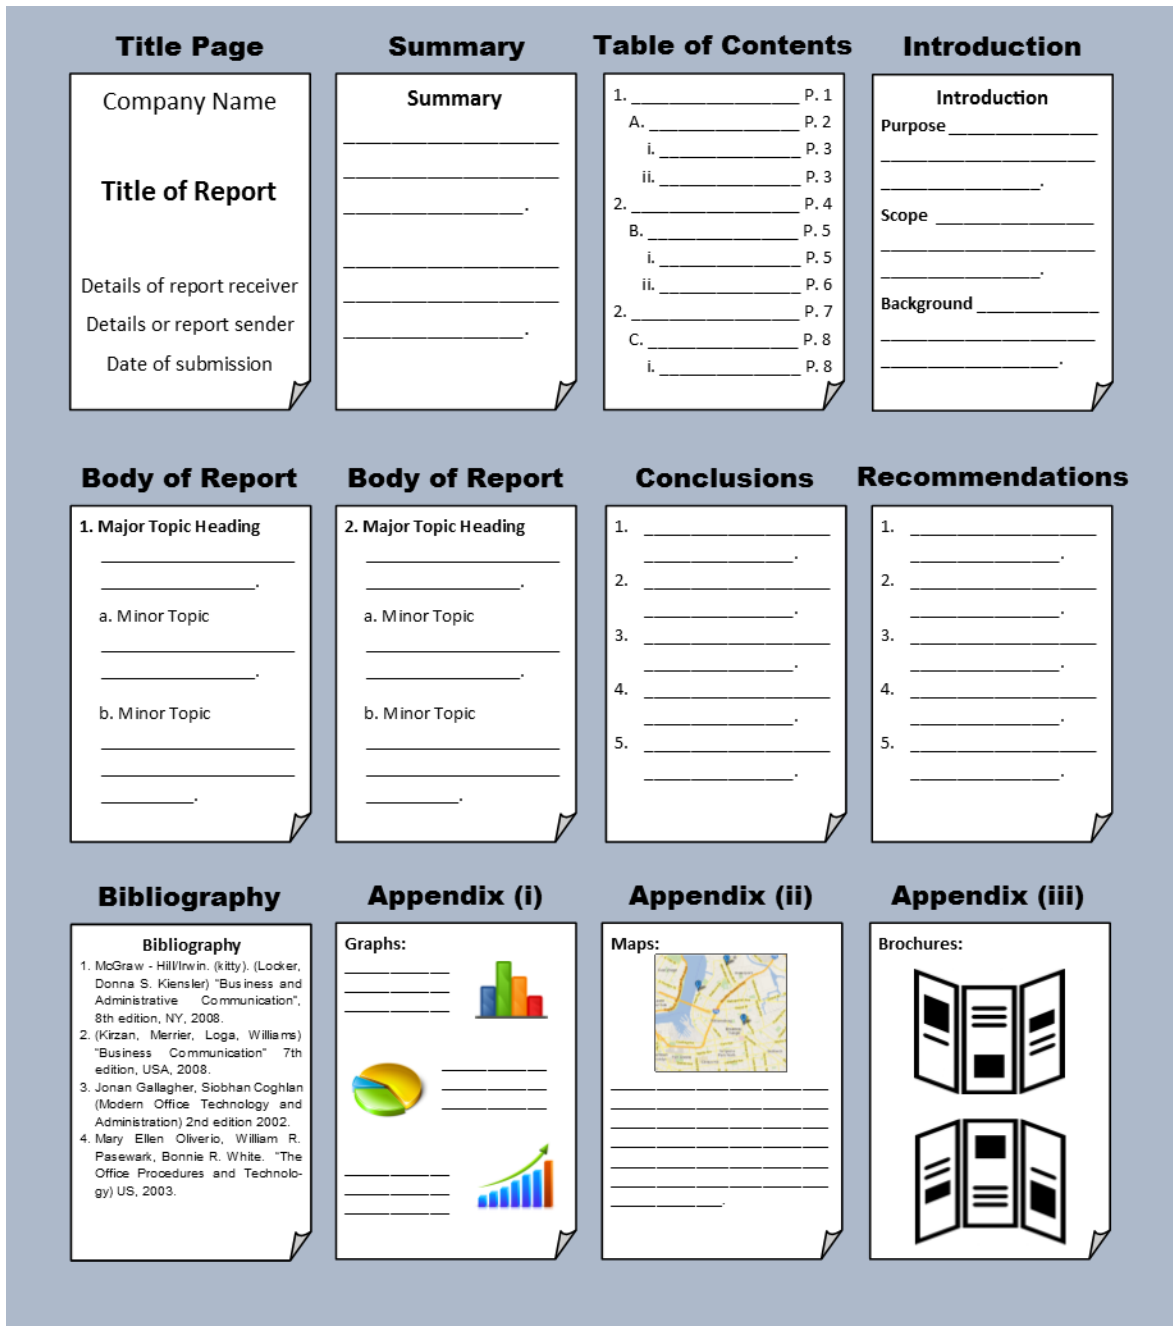 Title Page
Company Name
Title of Report
Details of report receiver
Details or report sender
Date of submission
Summary
Summary
Table of Contents
1. P. 1
A. P. 2
i. P. 3
ii. P. 3
2. P. 4
B. P. 5
i. P. 5
ii. P. 6
2. P. 7
C. P. 8
i. P. 8
Introduction
Introduction
Purpose
Scope
Background
Body of Report
1. Major Topic Heading
a. Minor Topic
b. Minor Topic
Body of Report
2. Major Topic Heading
a. Minor Topic
b. Minor Topic
Conclusions
1.
2.
3.
4.
5.
Recommendations
1.
2.
3.
4.
5.
Bibliography
Bibliography
1. McGraw - Hill/Irwin. (kitty). (Locker,
Donna S. Kiensler) "Business and
Administrative Communication",
8th edition, NY, 2008.
2. (Kirzan, Merrier, Loga, Williams)
"Business Communication" 7th
edition, USA, 2008.
3. Jonan Gallagher, Siobhan Coghlan
(Modern Office Technology and
Administration) 2nd edition 2002.
4. Mary Ellen Oliverio, William R.
Pasewark, Bonnie R. White. "The
Office Procedures and Technolo-
gy) US, 2003.
Appendix (i)
Graphs:
Appendix (ii)
Maps:
Appendix (iii)
Brochures: